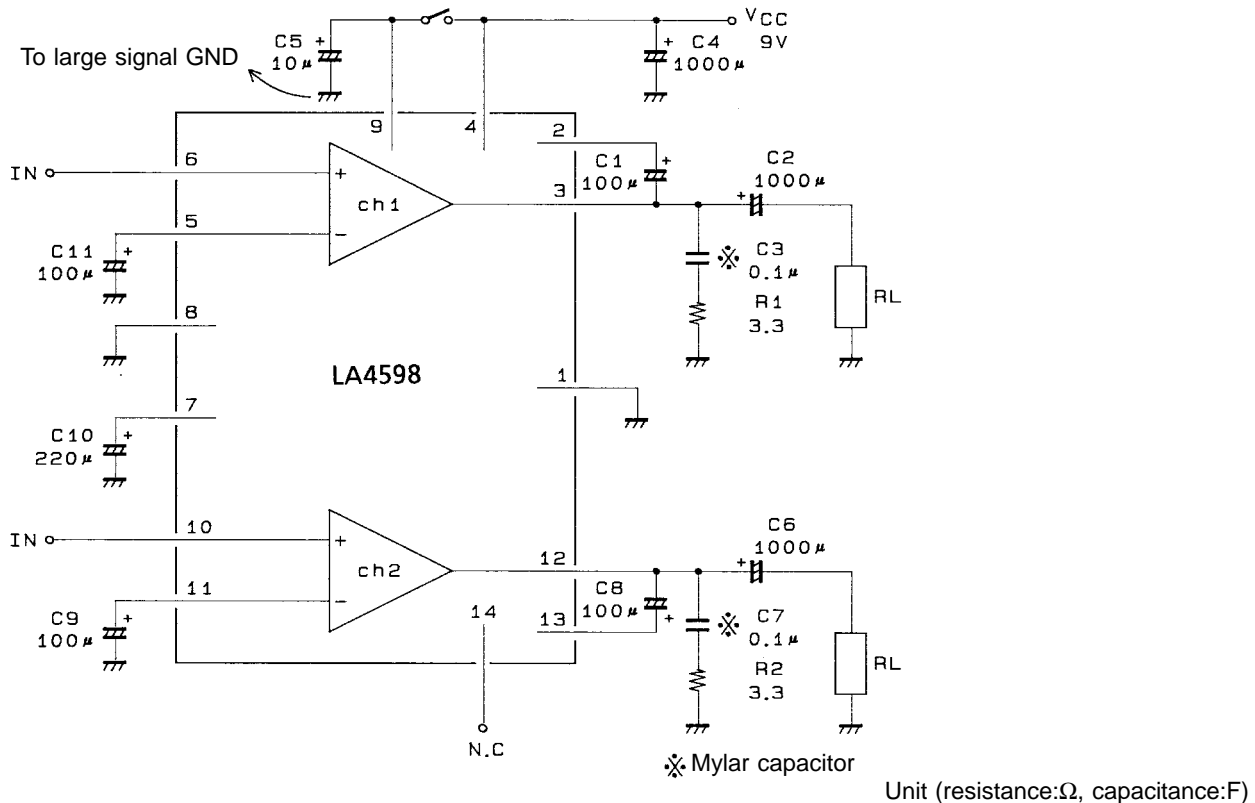 To large signal GND
C5 +
10μ
+ C4
1000μ
VCC
9V
9
4
2
IN
6
+
ch1
5
−
C11 +
100μ
C1 +
100μ
3
C2
+ 1000μ
※ C3
0.1μ
R1
3.3
RL
8
LA4598
1
7
C10 +
220μ
IN
10
+
ch2
11
−
C9 +
100μ
12
C8
100μ +
13
14
N.C
C6
+ 1000μ
※ C7
0.1μ
R2
3.3
RL
※ Mylar capacitor
Unit (resistance:Ω, capacitance:F)